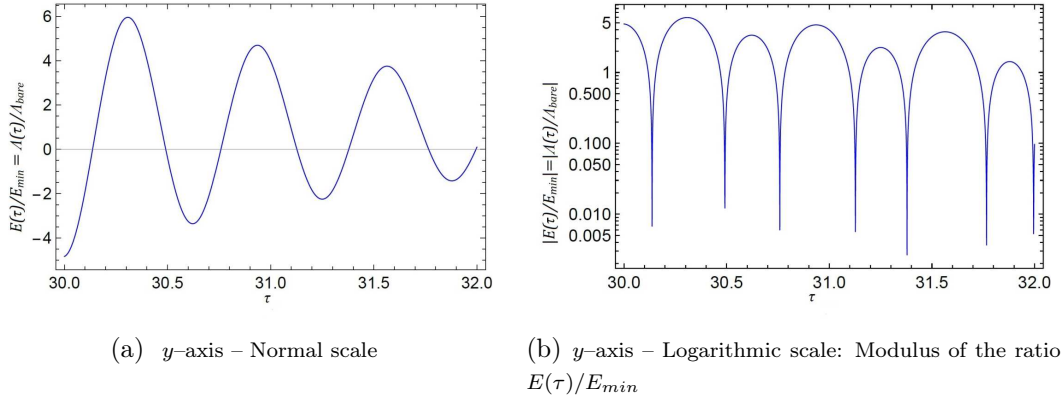 6
4
2
0
−2
−4
E(τ)/E_min = Λ(τ)/Λ_bare
30.0 30.5 31.0 31.5 32.0
τ
5
1
0.500
0.100
0.050
0.010
0.005
|E(τ)/E_min| = |Λ(τ)/Λ_bare|
30.0 30.5 31.0 31.5 32.0
τ
(a) y–axis – Normal scale
(b) y–axis – Logarithmic scale: Modulus of the ratio
E(τ)/E_min